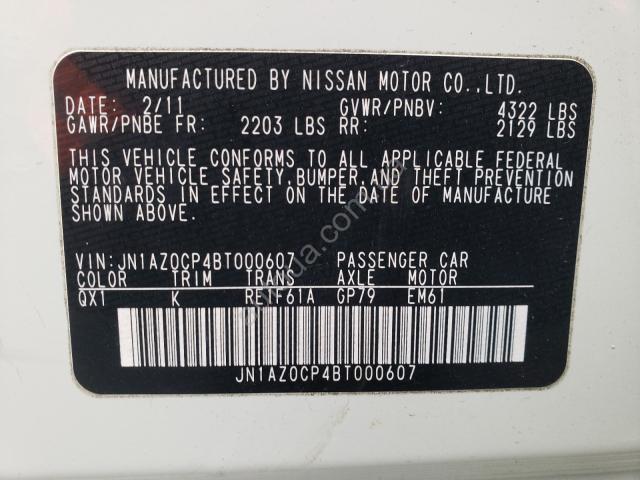 MANUFACTURED BY NISSAN MOTOR CO.,LTD.
DATE: 2/11 GVWR/PNBV: 4322 LBS
GAWR/PNBE FR: 2203 LBS RR: 2129 LBS
THIS VEHICLE CONFORMS TO ALL APPLICABLE FEDERAL
MOTOR VEHICLE SAFETY,BUMPER,AND THEFT PREVENTION
STANDARDS IN EFFECT ON THE DATE OF MANUFACTURE
SHOWN ABOVE.
VIN:JN1AZ0CP4BT000607 PASSENGER CAR
COLOR TRIM TRANS AXLE MOTOR
QX1 K RE1F61A GP79 EM61
JN1AZ0CP4BT000607